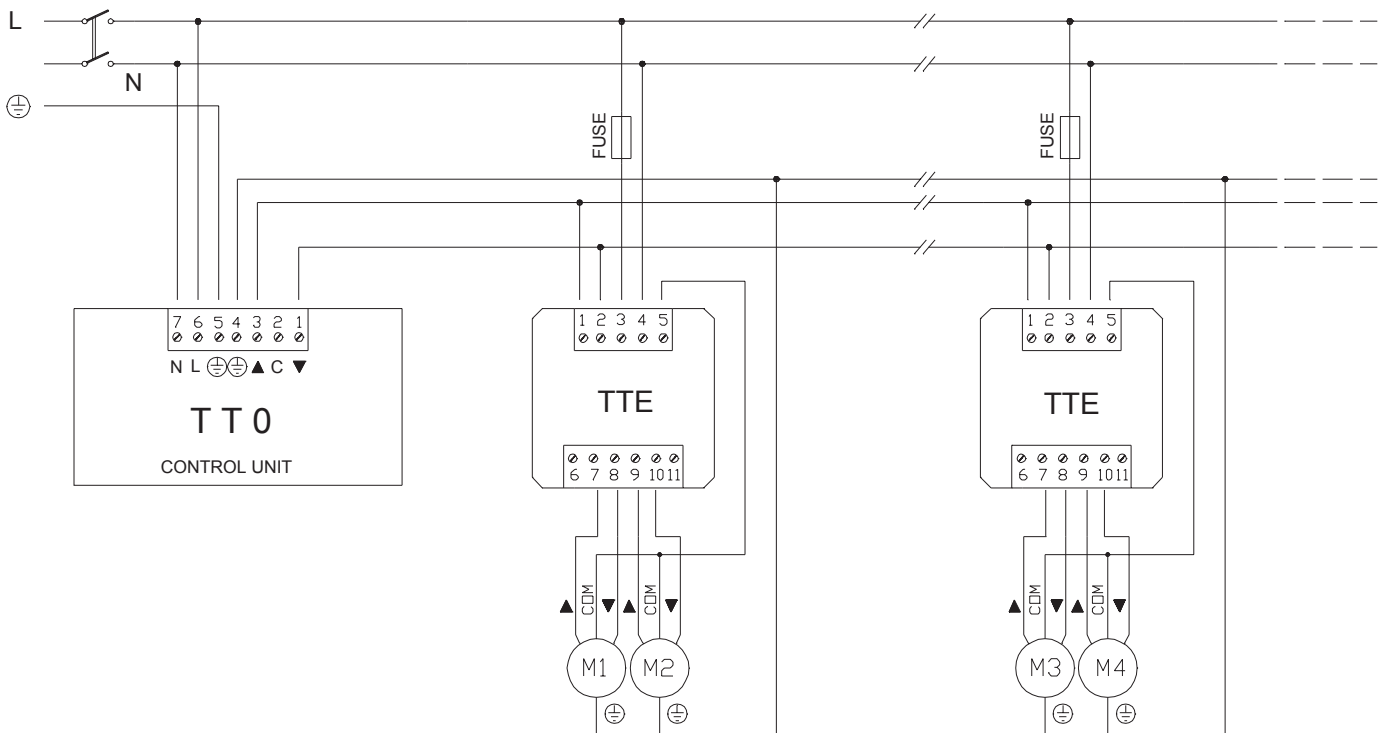 L
N
FUSE FUSE
7 6 5 4 3 2 1
N L ▲ C ▼
T T 0
CONTROL UNIT
1 2 3 4 5
TTE
6 7 8 9 10 11
1 2 3 4 5
TTE
6 7 8 9 10 11
▲ COM ▼ ▲ COM ▼
M1 M2
▲ COM ▼ ▲ COM ▼
M3 M4